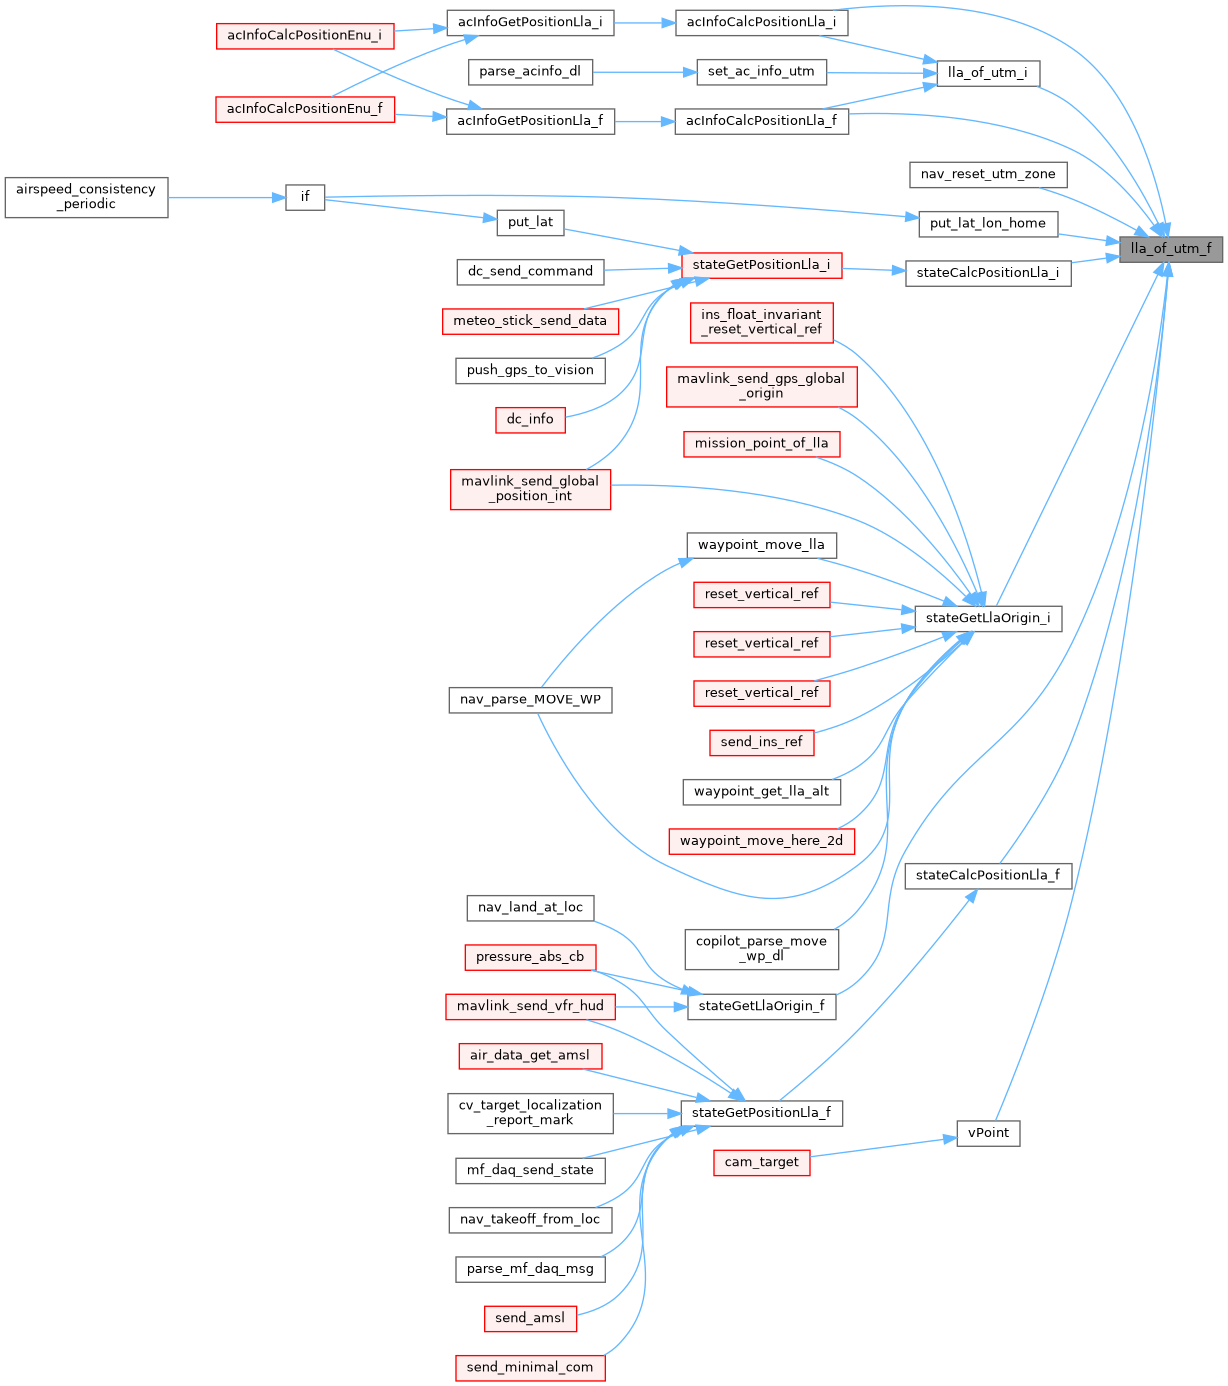 acInfoCalcPositionEnu_i
acInfoGetPositionLla_i
acInfoCalcPositionLla_i
parse_acinfo_dl
set_ac_info_utm
lla_of_utm_i
acInfoCalcPositionEnu_f
acInfoGetPositionLla_f
acInfoCalcPositionLla_f
nav_reset_utm_zone
airspeed_consistency
_periodic
if
put_lat
put_lat_lon_home
lla_of_utm_f
dc_send_command
stateGetPositionLla_i
stateCalcPositionLla_i
meteo_stick_send_data
ins_float_invariant
_reset_vertical_ref
push_gps_to_vision
mavlink_send_gps_global
_origin
dc_info
mission_point_of_lla
mavlink_send_global
_position_int
waypoint_move_lla
reset_vertical_ref
stateGetLlaOrigin_i
reset_vertical_ref
reset_vertical_ref
nav_parse_MOVE_WP
send_ins_ref
waypoint_get_lla_alt
waypoint_move_here_2d
stateCalcPositionLla_f
nav_land_at_loc
copilot_parse_move
_wp_dl
pressure_abs_cb
mavlink_send_vfr_hud
stateGetLlaOrigin_f
air_data_get_amsl
cv_target_localization
_report_mark
stateGetPositionLla_f
vPoint
mf_daq_send_state
cam_target
nav_takeoff_from_loc
parse_mf_daq_msg
send_amsl
send_minimal_com